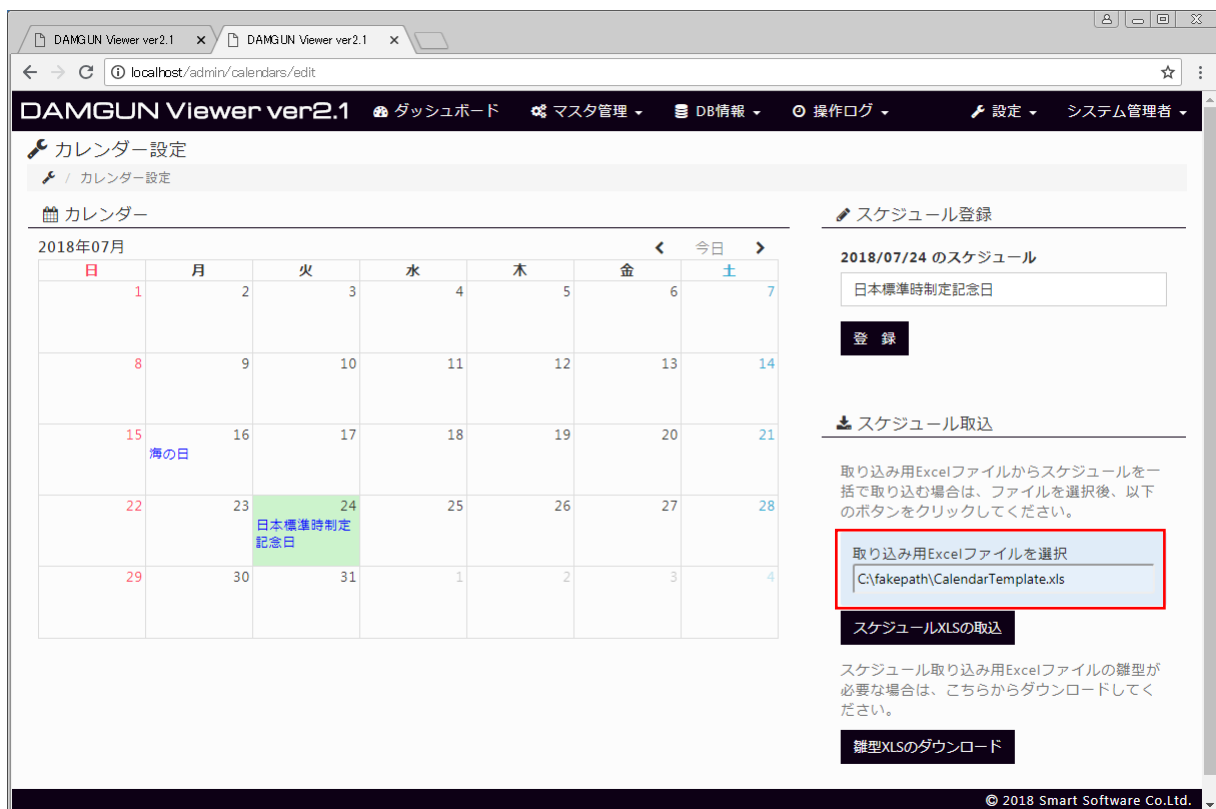 DAMGUN Viewer ver2.1
DAMGUN Viewer ver2.1
localhost/admin/calendars/edit
DAMGUN Viewer ver2.1 ダッシュボード マスタ管理 DB情報 操作ログ 設定 システム管理者
カレンダー設定
/ カレンダー設定
カレンダー
2018年07月 今日
日 月 火 水 木 金 土
1 2 3 4 5 6 7
8 9 10 11 12 13 14
15 16 17 18 19 20 21
海の日
22 23 24 25 26 27 28
日本標準時制定
記念日
29 30 31 1 2 3 4
スケジュール登録
2018/07/24 のスケジュール
日本標準時制定記念日
登 録
スケジュール取込
取り込み用Excelファイルからスケジュールを一
括で取り込む場合は、ファイルを選択後、以下
のボタンをクリックしてください。
取り込み用Excelファイルを選択
C:\fakepath\CalendarTemplate.xls
スケジュールXLSの取込
スケジュール取り込み用Excelファイルの雛型が
必要な場合は、こちらからダウンロードしてく
ださい。
雛型XLSのダウンロード
© 2018 Smart Software Co.Ltd.